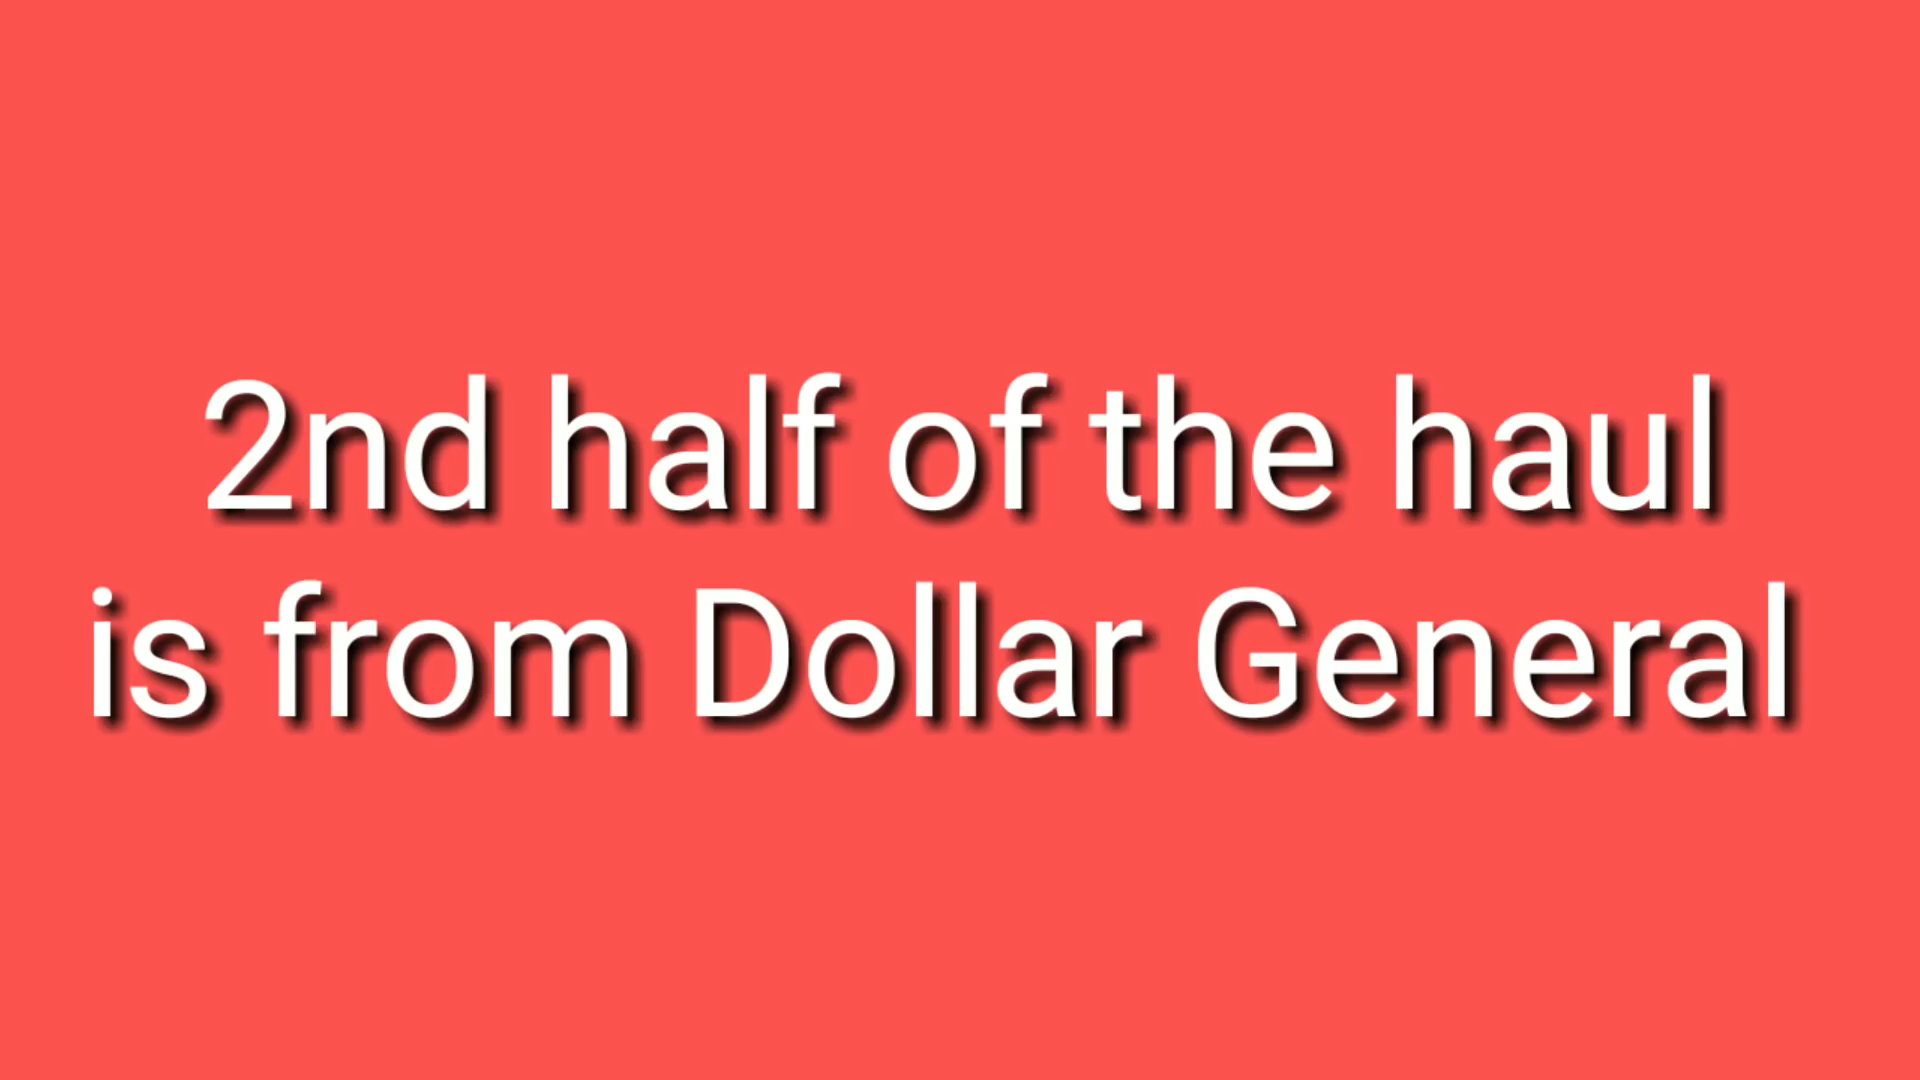 2nd half of the haul
is from Dollar General